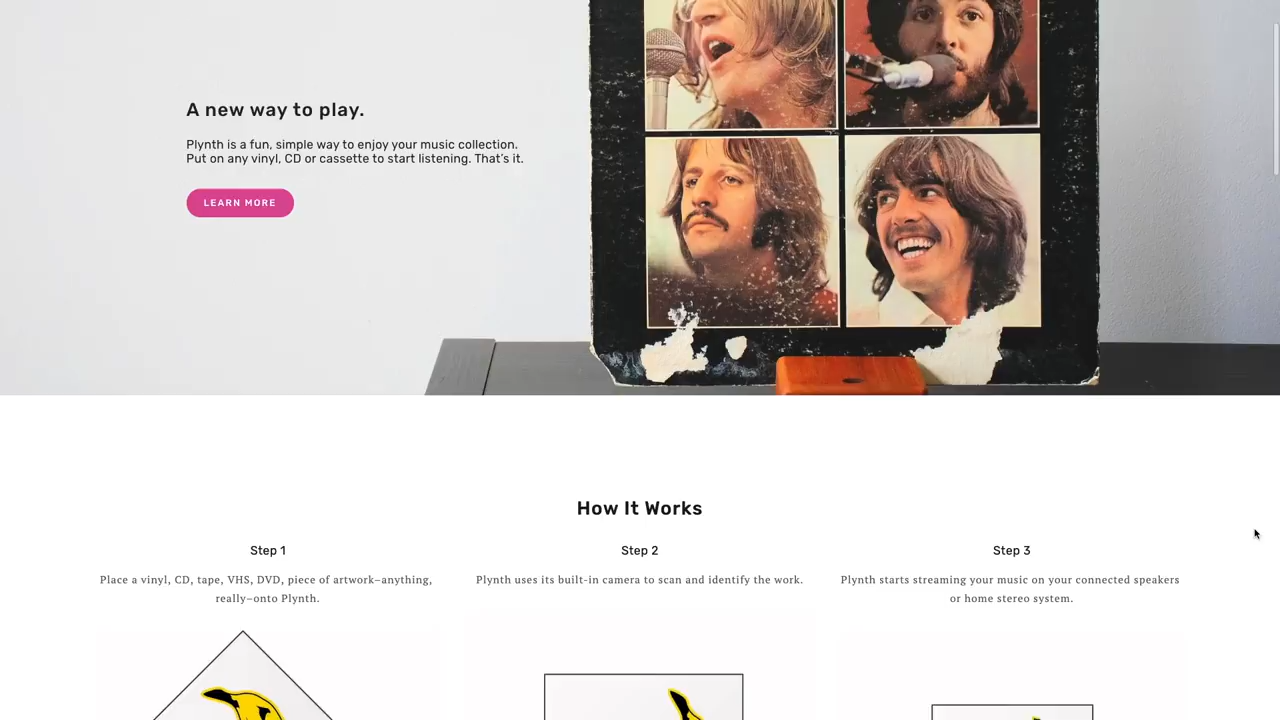 A new way to play.
Plynth is a fun, simple way to enjoy your music collection.
Put on any vinyl, CD or cassette to start listening. That's it.
LEARN MORE
How It Works
Step 1
Place a vinyl, CD, tape, VHS, DVD, piece of artwork–anything,
really–onto Plynth.
Step 2
Plynth uses its built-in camera to scan and identify the work.
Step 3
Plynth starts streaming your music on your connected speakers
or home stereo system.